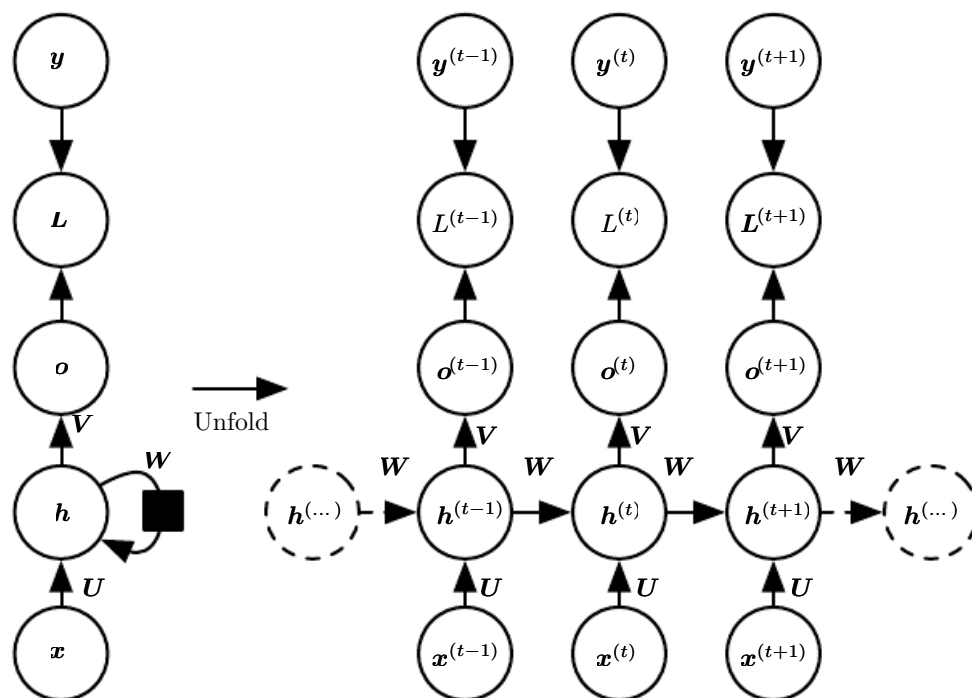 y y^(t−1) y^(t) y^(t+1)
L L^(t−1) L^(t) L^(t+1)
o o^(t−1) o^(t) o^(t+1)
Unfold
V V V V
W W W W W
h h^(...) h^(t−1) h^(t) h^(t+1) h^(...)
U U U U
x x^(t−1) x^(t) x^(t+1)